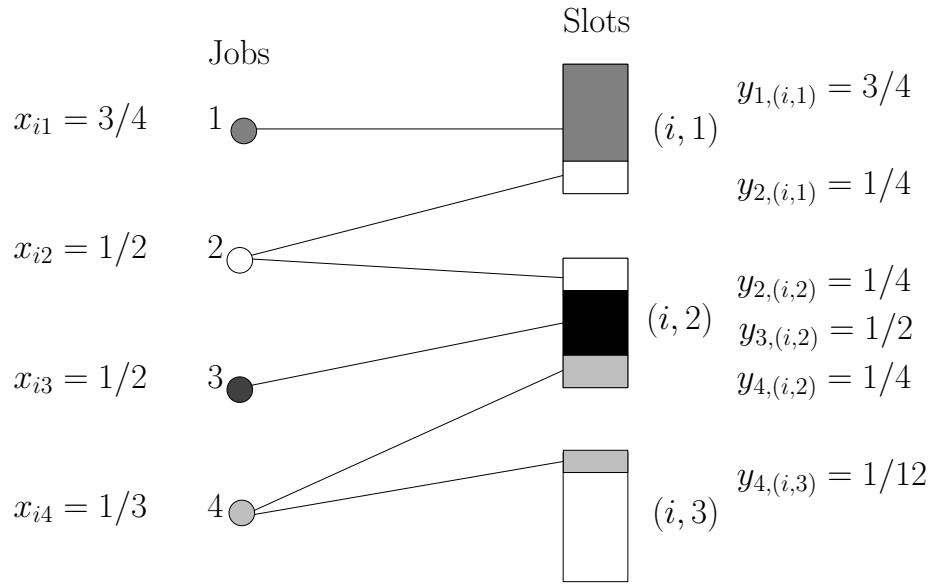 Slots
Jobs
x_{i1} = 3/4
1
(i, 1)
y_{1,(i,1)} = 3/4
y_{2,(i,1)} = 1/4
x_{i2} = 1/2
2
(i, 2)
y_{2,(i,2)} = 1/4
y_{3,(i,2)} = 1/2
y_{4,(i,2)} = 1/4
x_{i3} = 1/2
3
x_{i4} = 1/3
4
(i, 3)
y_{4,(i,3)} = 1/12